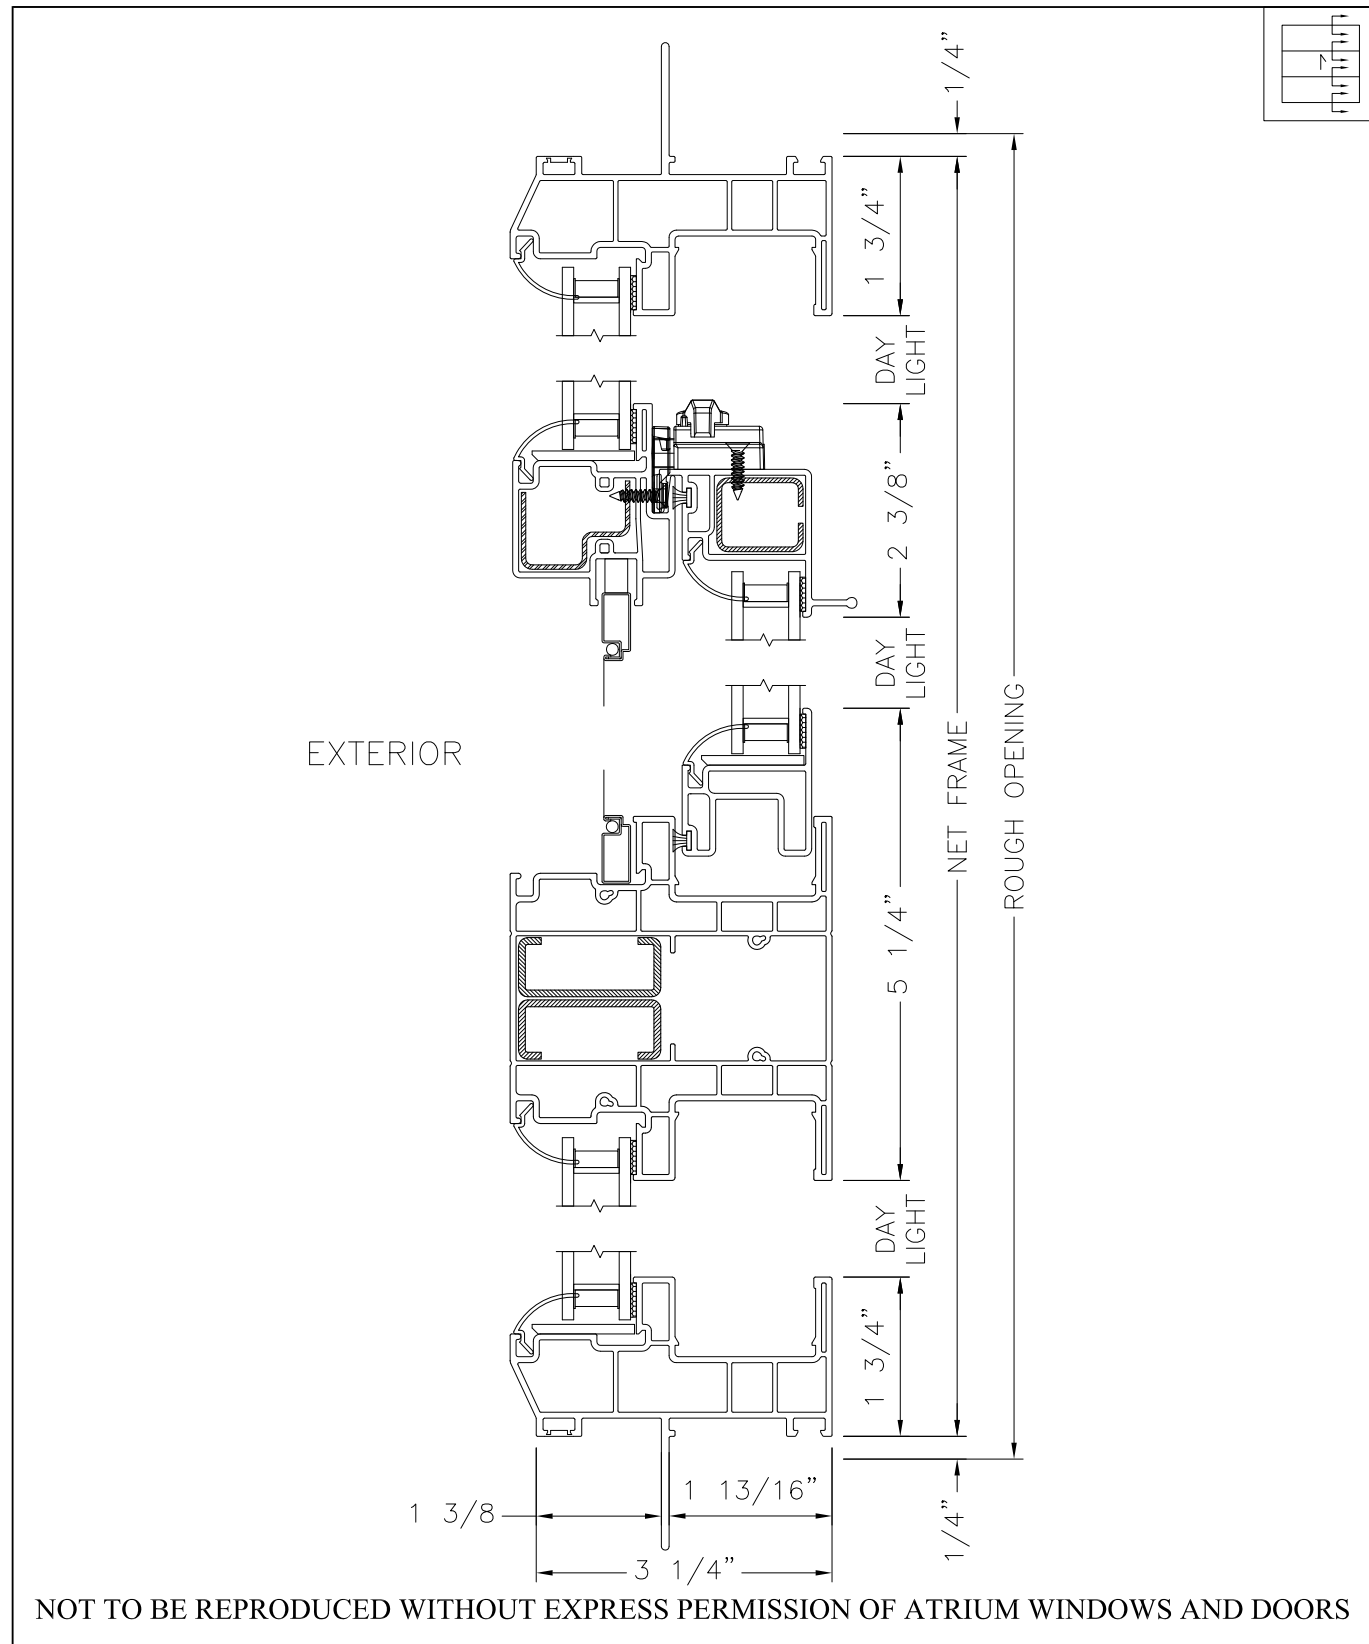 1/4”
1 3/4”
DAY
LIGHT
2 3/8”
DAY
LIGHT
EXTERIOR
NET FRAME
ROUGH OPENING
5 1/4”
DAY
LIGHT
1 3/4”
1 3/8
1 13/16”
3 1/4”
1/4”
NOT TO BE REPRODUCED WITHOUT EXPRESS PERMISSION OF ATRIUM WINDOWS AND DOORS